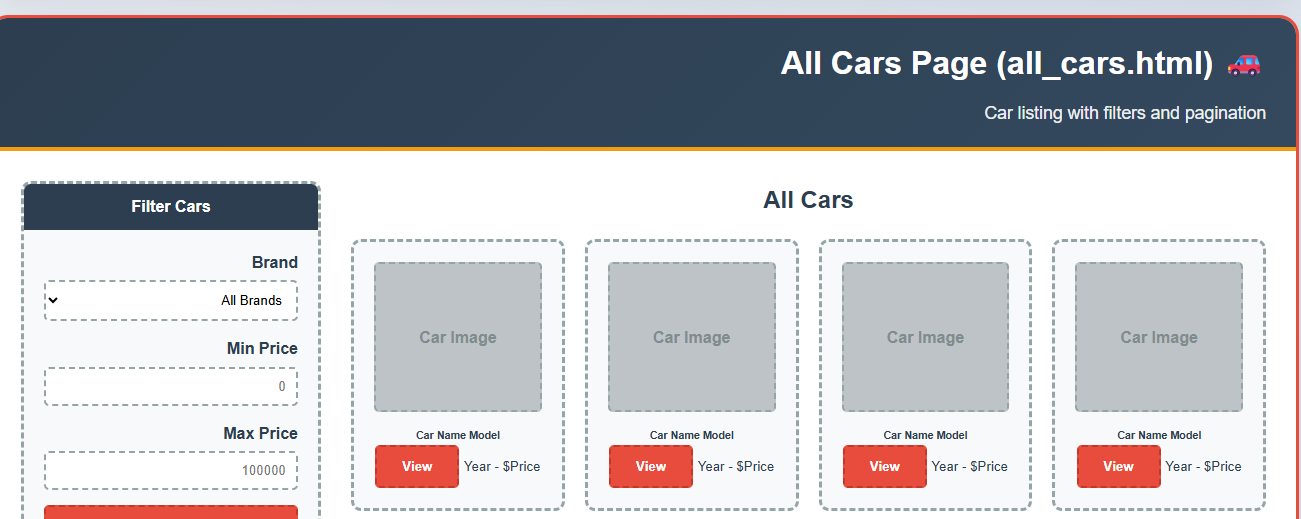 All Cars Page (all_cars.html) 🚗
Car listing with filters and pagination
Filter Cars
Brand
All Brands
Min Price
0
Max Price
100000
All Cars
Car Image
Car Name Model
View Year - $Price
Car Image
Car Name Model
View Year - $Price
Car Image
Car Name Model
View Year - $Price
Car Image
Car Name Model
View Year - $Price